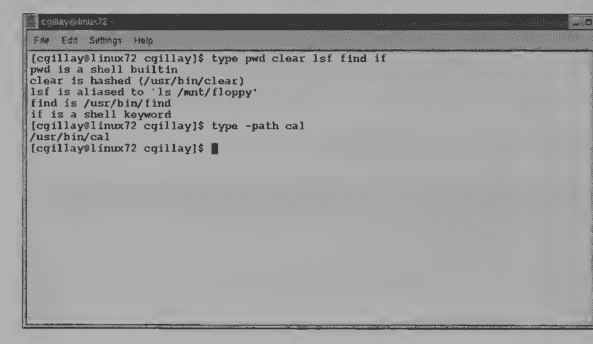 cgillay@linux72:~
File Edit Settings Help
[cgillay@linux72 cgillay]$ type pwd clear lsf find if
pwd is a shell builtin
clear is hashed (/usr/bin/clear)
lsf is aliased to `ls /mnt/floppy'
find is /usr/bin/find
if is a shell keyword
[cgillay@linux72 cgillay]$ type -path cal
/usr/bin/cal
[cgillay@linux72 cgillay]$